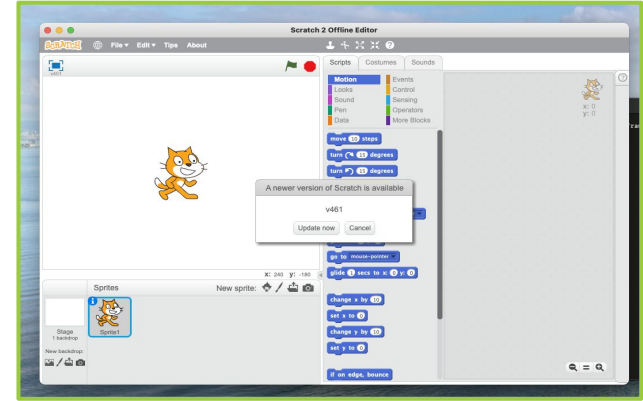 Scratch 2 Offline Editor
SCRATCH File Edit Tips About
v461
Scripts Costumes Sounds
Motion Events
Looks Control
Sound Sensing
Pen Operators
Data More Blocks
x: 0
y: 0
move 10 steps
turn 15 degrees
turn 15 degrees
A newer version of Scratch is available
v461
Update now Cancel
go to mouse-pointer
glide 1 secs to x: 0 y: 0
X: 240 y: -180
Sprites New sprite:
change x by 10
set x to 0
change y by 10
set y to 0
if on edge, bounce
Stage
1 backdrop
Sprite1
New backdrop: